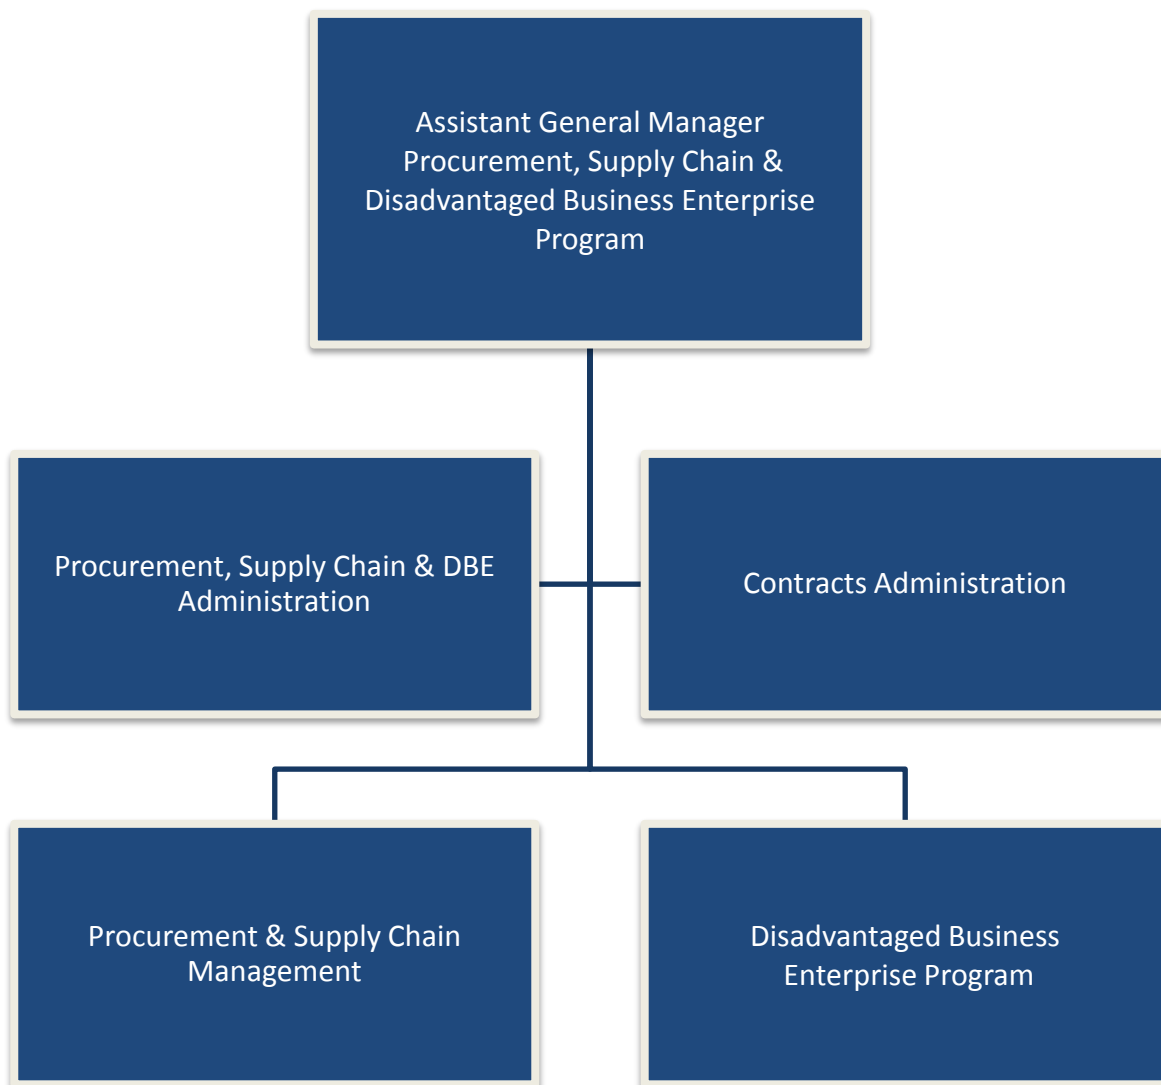 Assistant General Manager
Procurement, Supply Chain &
Disadvantaged Business Enterprise
Program
Procurement, Supply Chain & DBE
Administration
Contracts Administration
Procurement & Supply Chain
Management
Disadvantaged Business
Enterprise Program